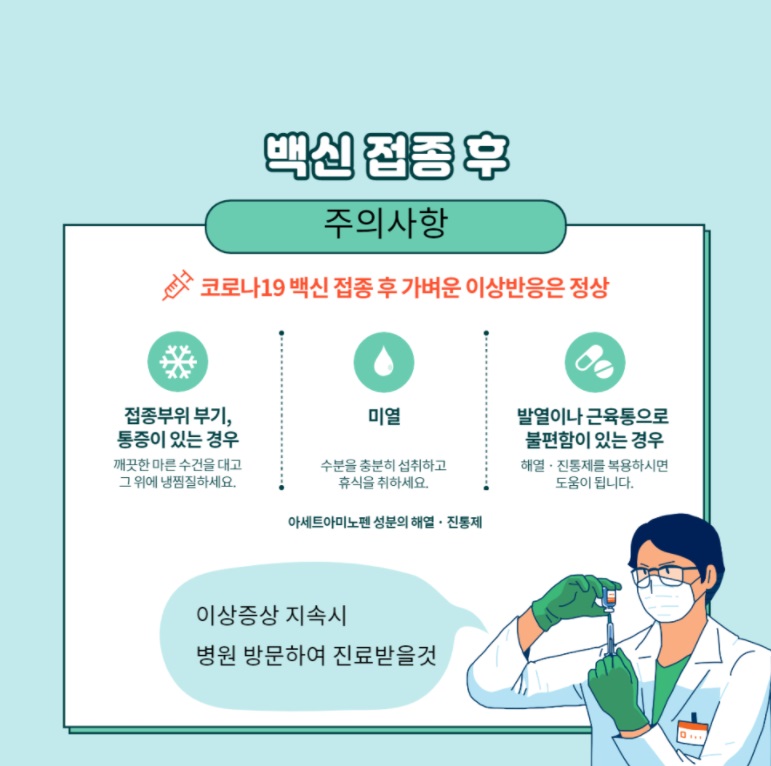 백신 접종 후
주의사항
코로나19 백신 접종 후 가벼운 이상반응은 정상
접종부위 부기,
통증이 있는 경우
깨끗한 마른 수건을 대고
그 위에 냉찜질하세요.
미열
수분을 충분히 섭취하고
휴식을 취하세요.
발열이나 근육통으로
불편함이 있는 경우
해열 · 진통제를 복용하시면
도움이 됩니다.
아세트아미노펜 성분의 해열 · 진통제
이상증상 지속시
병원 방문하여 진료받을것